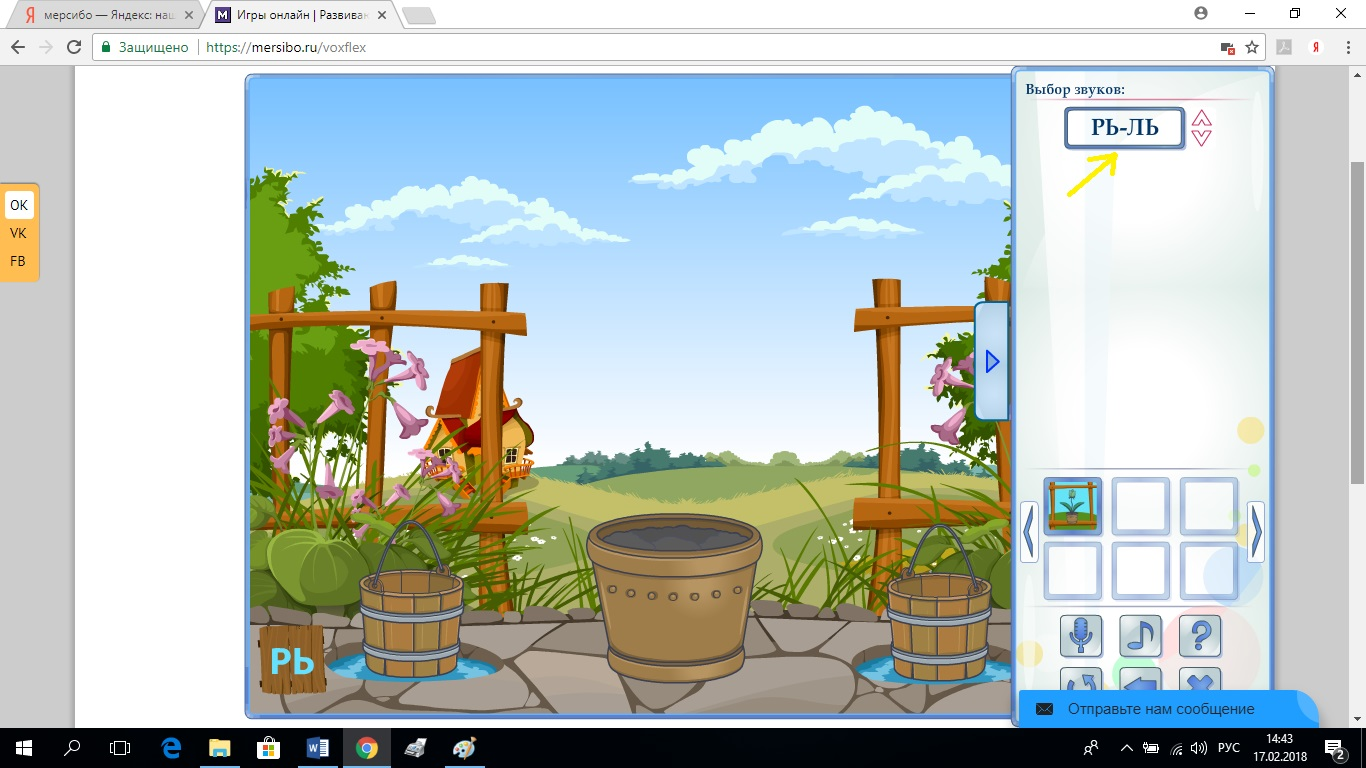 мерсибо — Яндекс: наш
Игры онлайн | Развиваю
Защищено
https://mersibo.ru/voxflex
Выбор звуков:
РЬ-ЛЬ
OK
VK
FB
РЬ
Отправьте нам сообщение
РУС
14:43
17.02.2018
2